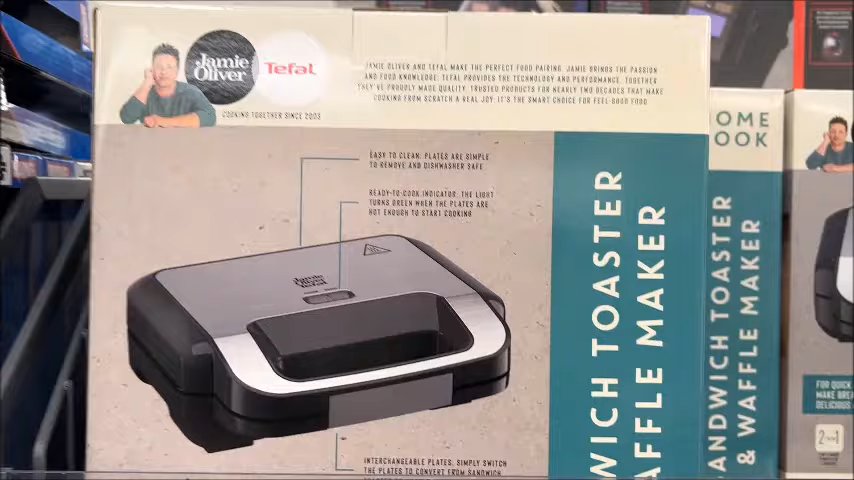 Jamie
Oliver
Tefal
COOKING TOGETHER SINCE 2003
JAMIE OLIVER AND TEFAL MAKE THE PERFECT FOOD PAIRING. JAMIE BRINGS THE PASSION
AND FOOD KNOWLEDGE; TEFAL PROVIDES THE TECHNOLOGY AND PERFORMANCE. TOGETHER
THEY'VE PROUDLY MADE QUALITY, TRUSTED PRODUCTS FOR NEARLY TWO DECADES THAT MAKE
COOKING FROM SCRATCH A REAL JOY. IT'S THE SMART CHOICE FOR FEEL-GOOD FOOD
EASY TO CLEAN: PLATES ARE SIMPLE
TO REMOVE AND DISHWASHER SAFE
READY-TO-COOK INDICATOR: THE LIGHT
TURNS GREEN WHEN THE PLATES ARE
HOT ENOUGH TO START COOKING
Jamie
Oliver
Tefal
INTERCHANGEABLE PLATES: SIMPLY SWITCH
THE PLATES TO CONVERT FROM SANDWICH
WICH TOASTER
AFFLE MAKER
OME
OOK
ANDWICH TOASTER
& WAFFLE MAKER
FOR QUICK
MAKE BREA
DELICIOUS
2 in 1